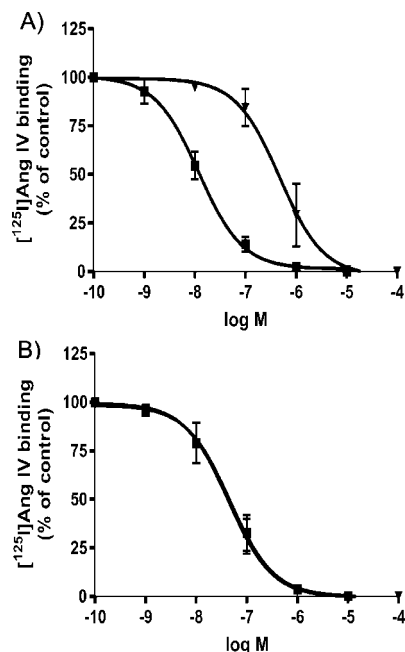 A)
[¹²⁵I]Ang IV binding
(% of control)
125
100
75
50
25
0
-10 -9 -8 -7 -6 -5 -4
log M
B)
[¹²⁵I]Ang IV binding
(% of control)
125
100
75
50
25
0
-10 -9 -8 -7 -6 -5 -4
log M